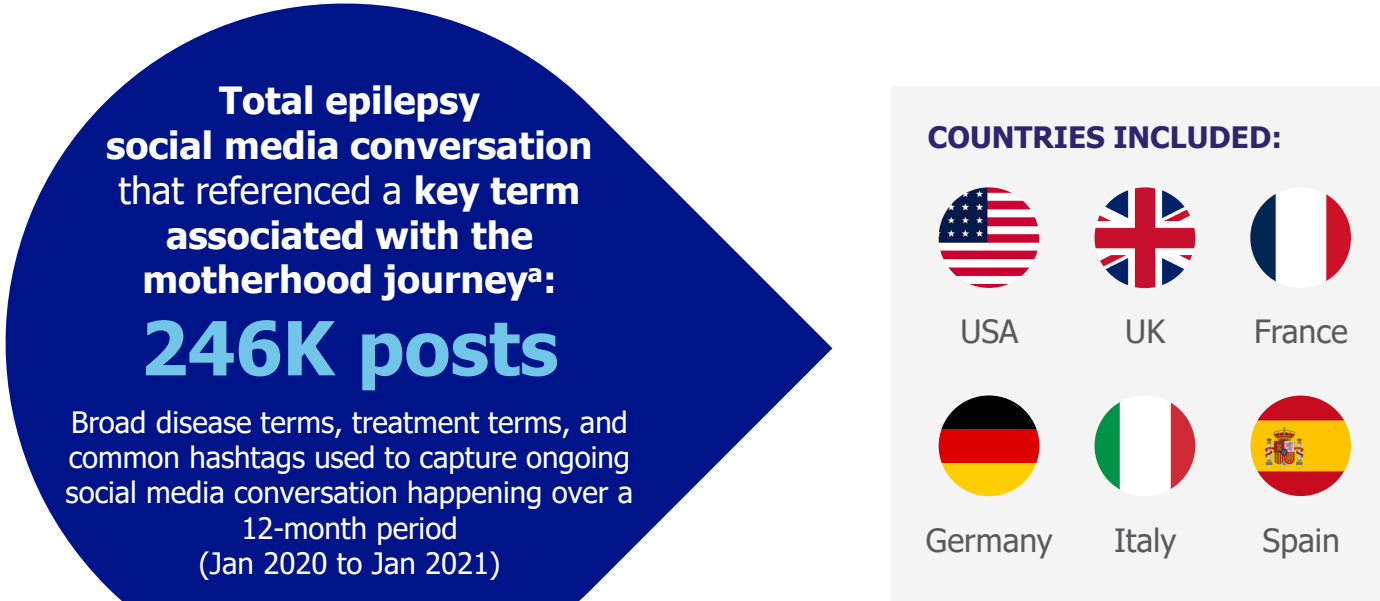 Total epilepsy
social media conversation
that referenced a key term
associated with the
motherhood journeyᵃ:
246K posts
Broad disease terms, treatment terms, and
common hashtags used to capture ongoing
social media conversation happening over a
12-month period
(Jan 2020 to Jan 2021)
COUNTRIES INCLUDED:
USA
UK
France
Germany
Italy
Spain